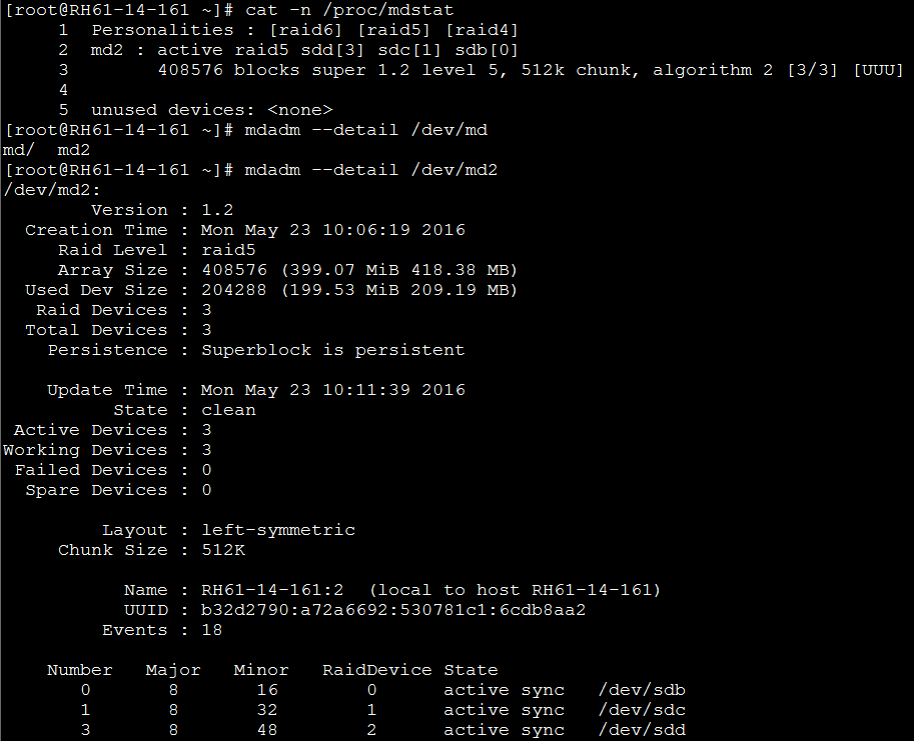 [root@RH61-14-161 ~]# cat -n /proc/mdstat
     1  Personalities : [raid6] [raid5] [raid4]
     2  md2 : active raid5 sdd[3] sdc[1] sdb[0]
     3        408576 blocks super 1.2 level 5, 512k chunk, algorithm 2 [3/3] [UUU]
     4
     5  unused devices: <none>
[root@RH61-14-161 ~]# mdadm --detail /dev/md
md/  md2
[root@RH61-14-161 ~]# mdadm --detail /dev/md2
/dev/md2:
        Version : 1.2
  Creation Time : Mon May 23 10:06:19 2016
     Raid Level : raid5
     Array Size : 408576 (399.07 MiB 418.38 MB)
  Used Dev Size : 204288 (199.53 MiB 209.19 MB)
   Raid Devices : 3
  Total Devices : 3
    Persistence : Superblock is persistent

    Update Time : Mon May 23 10:11:39 2016
          State : clean
 Active Devices : 3
Working Devices : 3
 Failed Devices : 0
  Spare Devices : 0

         Layout : left-symmetric
     Chunk Size : 512K

           Name : RH61-14-161:2  (local to host RH61-14-161)
           UUID : b32d2790:a72a6692:530781c1:6cdb8aa2
         Events : 18

    Number   Major   Minor   RaidDevice State
       0       8       16        0      active sync   /dev/sdb
       1       8       32        1      active sync   /dev/sdc
       3       8       48        2      active sync   /dev/sdd